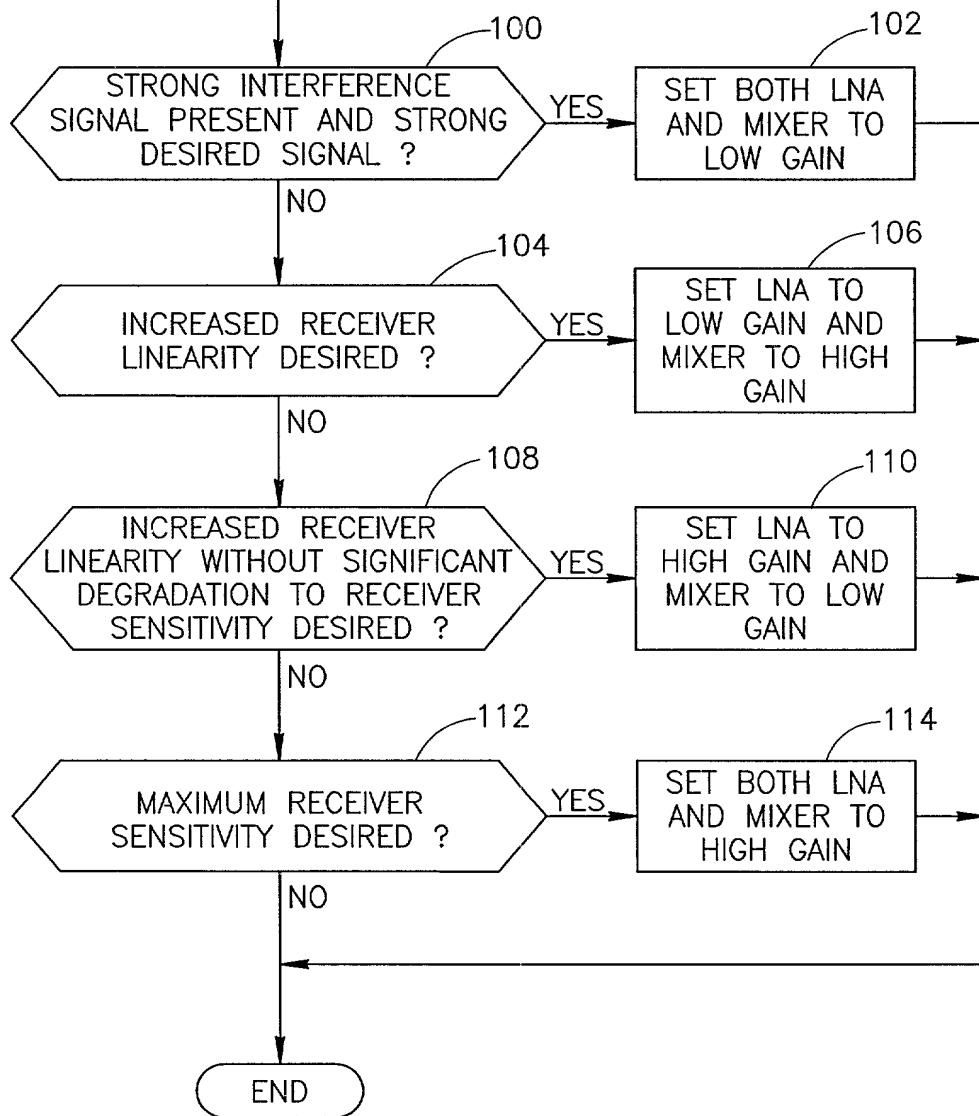 100
STRONG INTERFERENCE
SIGNAL PRESENT AND STRONG
DESIRED SIGNAL ?
YES
102
SET BOTH LNA
AND MIXER TO
LOW GAIN
NO
104
INCREASED RECEIVER
LINEARITY DESIRED ?
YES
106
SET LNA TO
LOW GAIN AND
MIXER TO HIGH
GAIN
NO
108
INCREASED RECEIVER
LINEARITY WITHOUT SIGNIFICANT
DEGRADATION TO RECEIVER
SENSITIVITY DESIRED ?
YES
110
SET LNA TO
HIGH GAIN AND
MIXER TO LOW
GAIN
NO
112
MAXIMUM RECEIVER
SENSITIVITY DESIRED ?
YES
114
SET BOTH LNA
AND MIXER TO
HIGH GAIN
NO
END